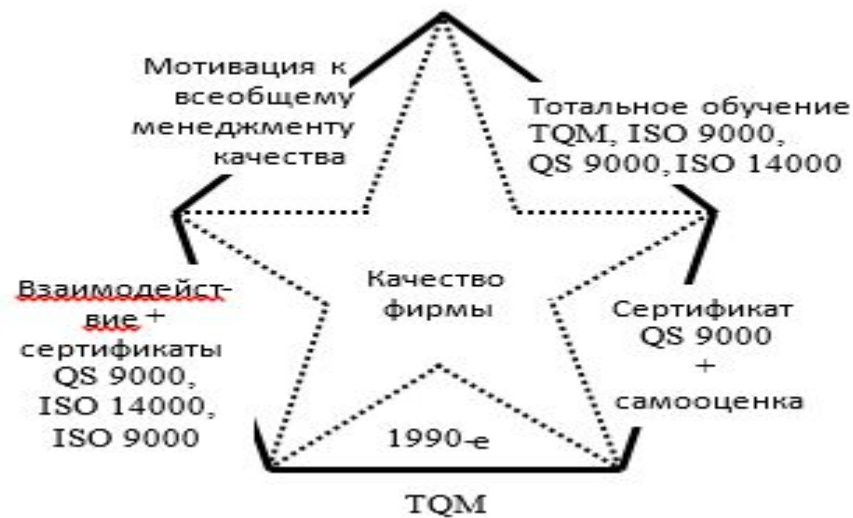 Мотивация к
всеобщему
менеджменту
качества
Тотальное обучение
TQM, ISO 9000,
QS 9000, ISO 14000
Качество
фирмы
Взаимодейст-
вие +
сертификаты
QS 9000,
ISO 14000,
ISO 9000
Сертификат
QS 9000
+
самооценка
1990-е
TQM